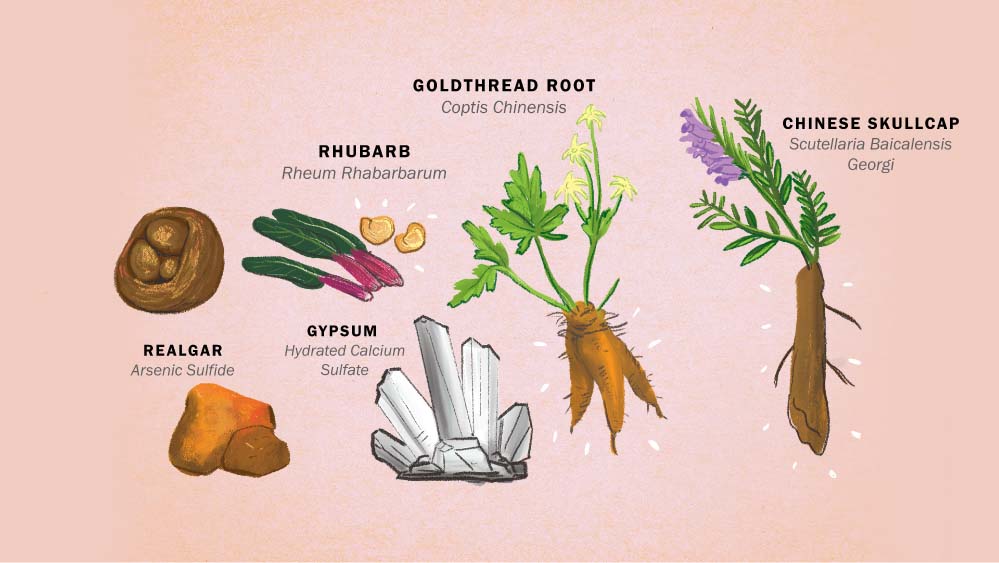 GOLDTHREAD ROOT
Coptis Chinensis
CHINESE SKULLCAP
Scutellaria Baicalensis
Georgi
RHUBARB
Rheum Rhabarbarum
REALGAR
Arsenic Sulfide
GYPSUM
Hydrated Calcium
Sulfate